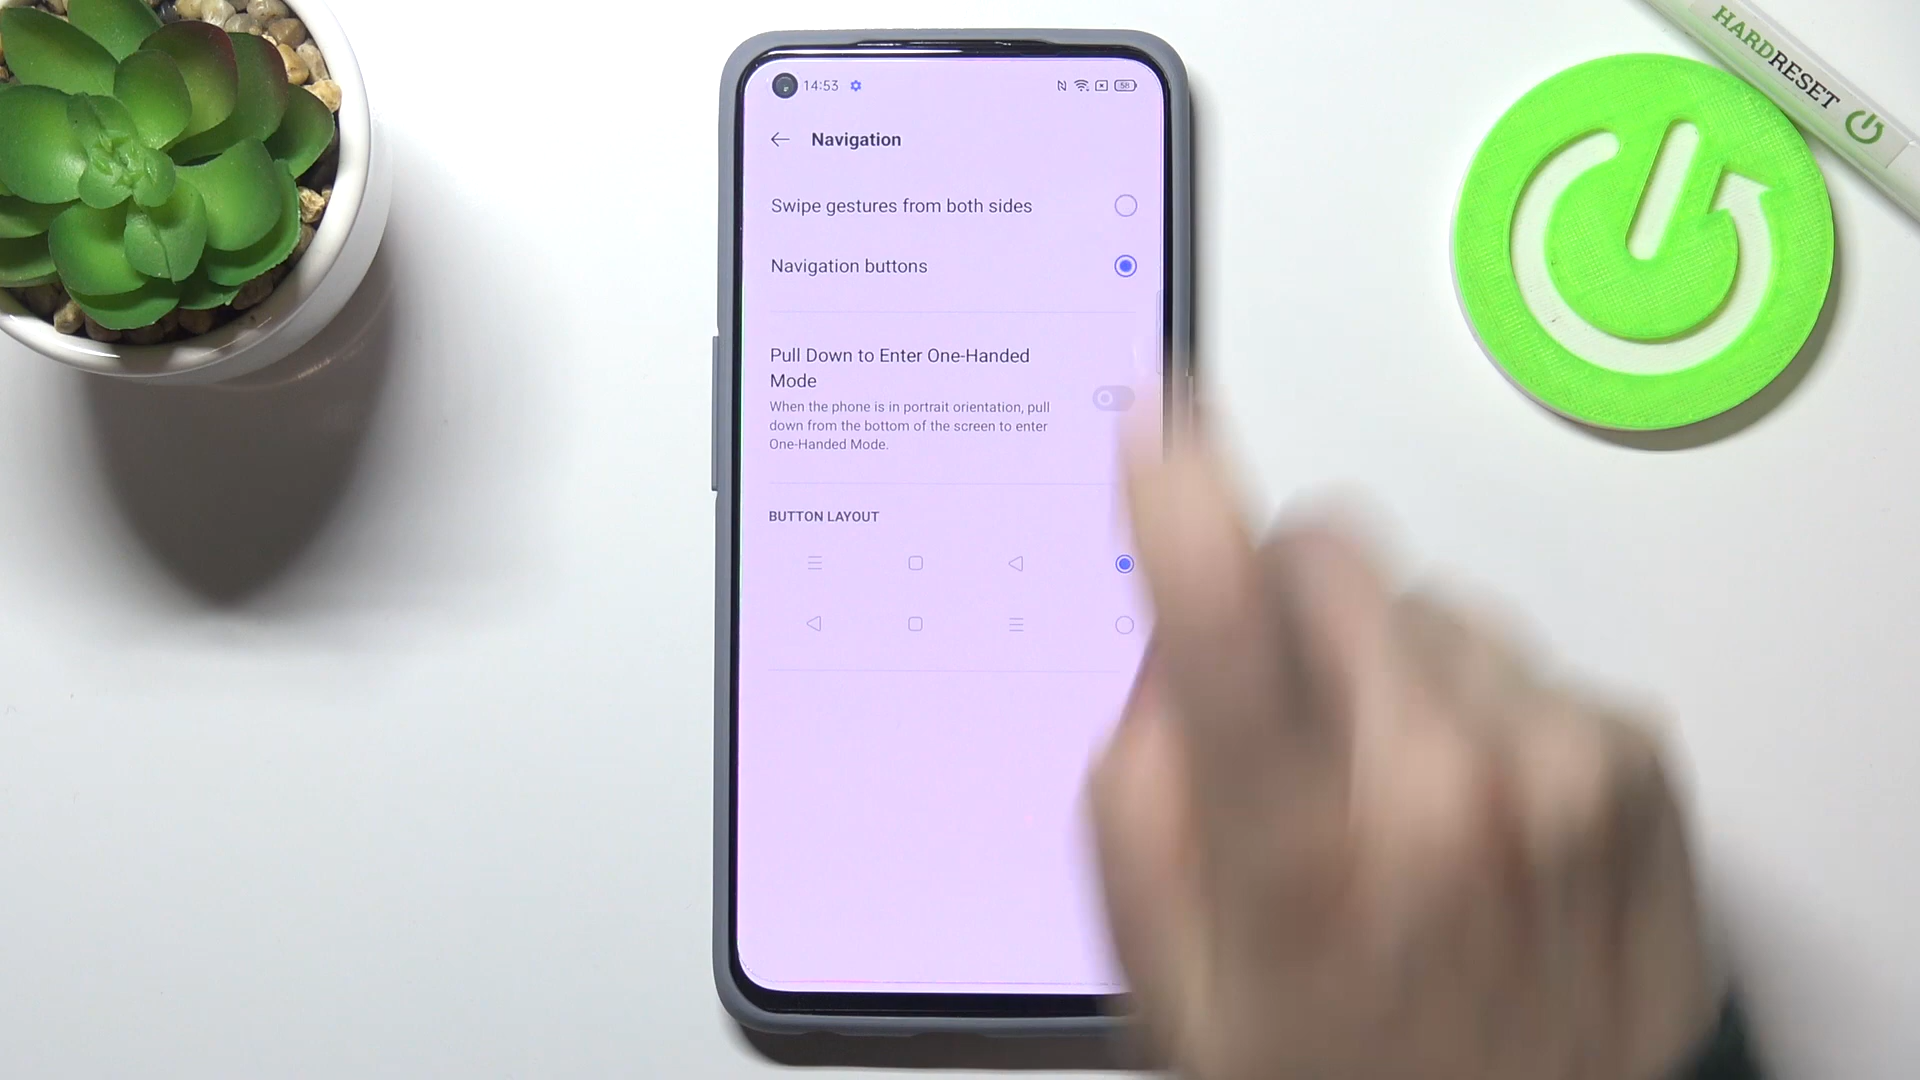 HARDRESET
14:53
58
Navigation
Swipe gestures from both sides
Navigation buttons
Pull Down to Enter One-Handed
Mode
When the phone is in portrait orientation, pull
down from the bottom of the screen to enter
One-Handed Mode.
BUTTON LAYOUT